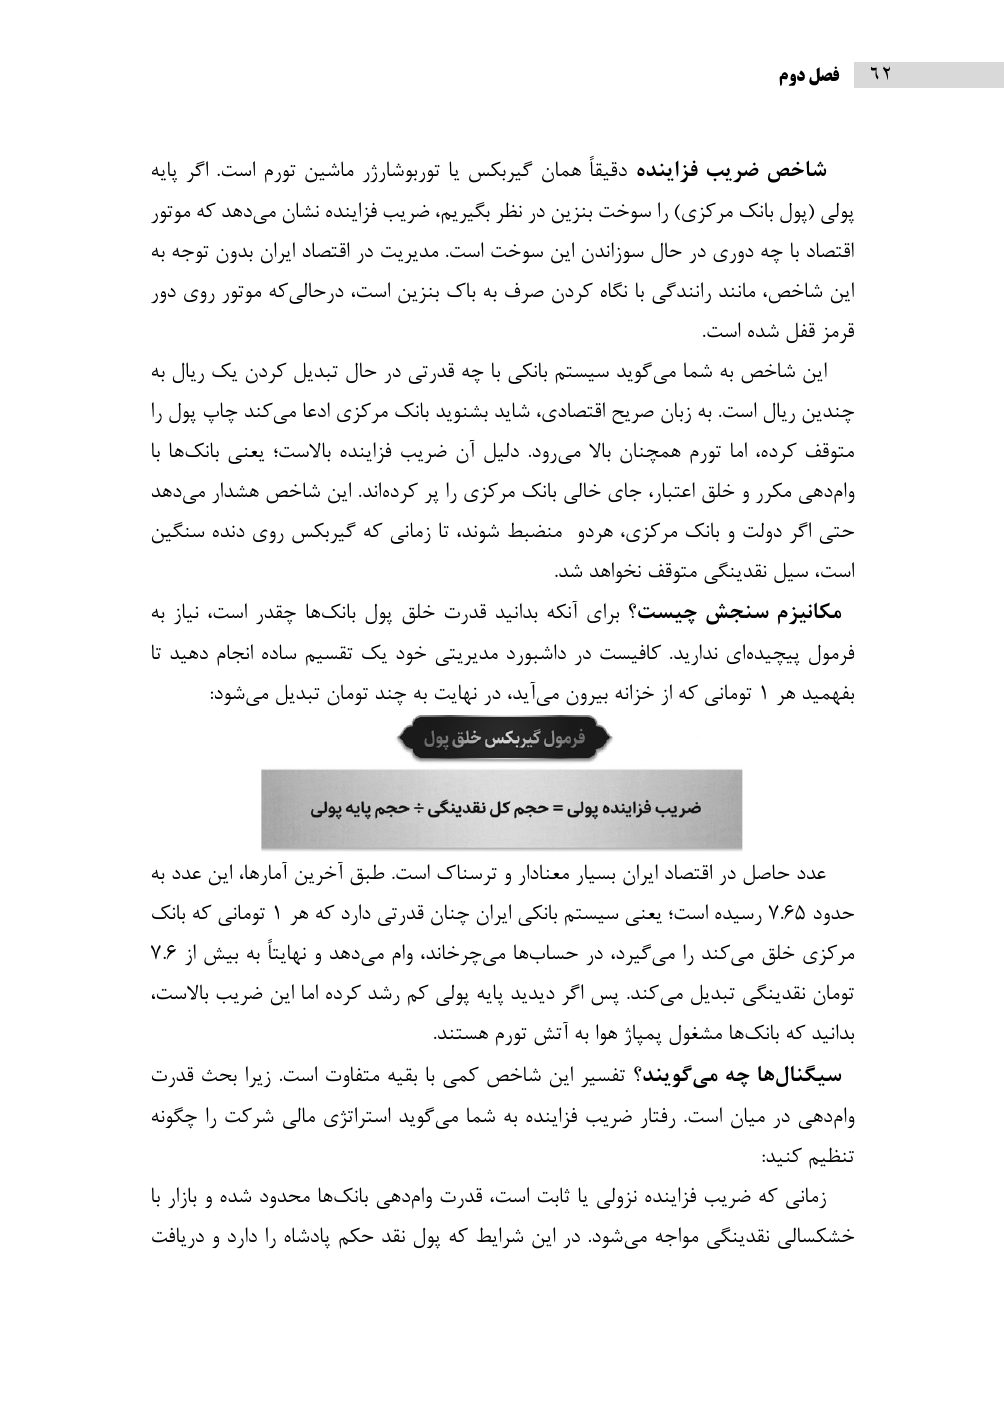 ۶۲ فصل دوم
شاخص ضریب فزاینده دقیقاً همان گیربکس یا توربوشارژر ماشین تورم است. اگر پایه
پولی (پول بانک مرکزی) را سوخت بنزین در نظر بگیریم، ضریب فزاینده نشان می‌دهد که موتور
اقتصاد با چه دوری در حال سوزاندن این سوخت است. مدیریت در اقتصاد ایران بدون توجه به
این شاخص، مانند رانندگی با نگاه کردن صرف به باک بنزین است، درحالی‌که موتور روی دور
قرمز قفل شده است.
این شاخص به شما می‌گوید سیستم بانکی با چه قدرتی در حال تبدیل کردن یک ریال به
چندین ریال است. به زبان صریح اقتصادی، شاید بشنوید بانک مرکزی ادعا می‌کند چاپ پول را
متوقف کرده، اما تورم همچنان بالا می‌رود. دلیل آن ضریب فزاینده بالاست؛ یعنی بانک‌ها با
وام‌دهی مکرر و خلق اعتبار، جای خالی بانک مرکزی را پر کرده‌اند. این شاخص هشدار می‌دهد
حتی اگر دولت و بانک مرکزی، هردو منضبط شوند، تا زمانی که گیربکس روی دنده سنگین
است، سیل نقدینگی متوقف نخواهد شد.
مکانیزم سنجش چیست؟ برای آنکه بدانید قدرت خلق پول بانک‌ها چقدر است، نیاز به
فرمول پیچیده‌ای ندارید. کافیست در داشبورد مدیریتی خود یک تقسیم ساده انجام دهید تا
بفهمید هر ۱ تومانی که از خزانه بیرون می‌آید، در نهایت به چند تومان تبدیل می‌شود:
فرمول گیربکس خلق پول
ضریب فزاینده پولی = حجم کل نقدینگی ÷ حجم پایه پولی
عدد حاصل در اقتصاد ایران بسیار معنادار و ترسناک است. طبق آخرین آمارها، این عدد به
حدود ۷.۶۵ رسیده است؛ یعنی سیستم بانکی ایران چنان قدرتی دارد که هر ۱ تومانی که بانک
مرکزی خلق می‌کند را می‌گیرد، در حساب‌ها می‌چرخاند، وام می‌دهد و نهایتاً به بیش از ۷.۶
تومان نقدینگی تبدیل می‌کند. پس اگر دیدید پایه پولی کم رشد کرده اما این ضریب بالاست،
بدانید که بانک‌ها مشغول پمپاژ هوا به آتش تورم هستند.
سیگنال‌ها چه می‌گویند؟ تفسیر این شاخص کمی با بقیه متفاوت است. زیرا بحث قدرت
وام‌دهی در میان است. رفتار ضریب فزاینده به شما می‌گوید استراتژی مالی شرکت را چگونه
تنظیم کنید:
زمانی که ضریب فزاینده نزولی یا ثابت است، قدرت وام‌دهی بانک‌ها محدود شده و بازار با
خشکسالی نقدینگی مواجه می‌شود. در این شرایط که پول نقد حکم پادشاه را دارد و دریافت